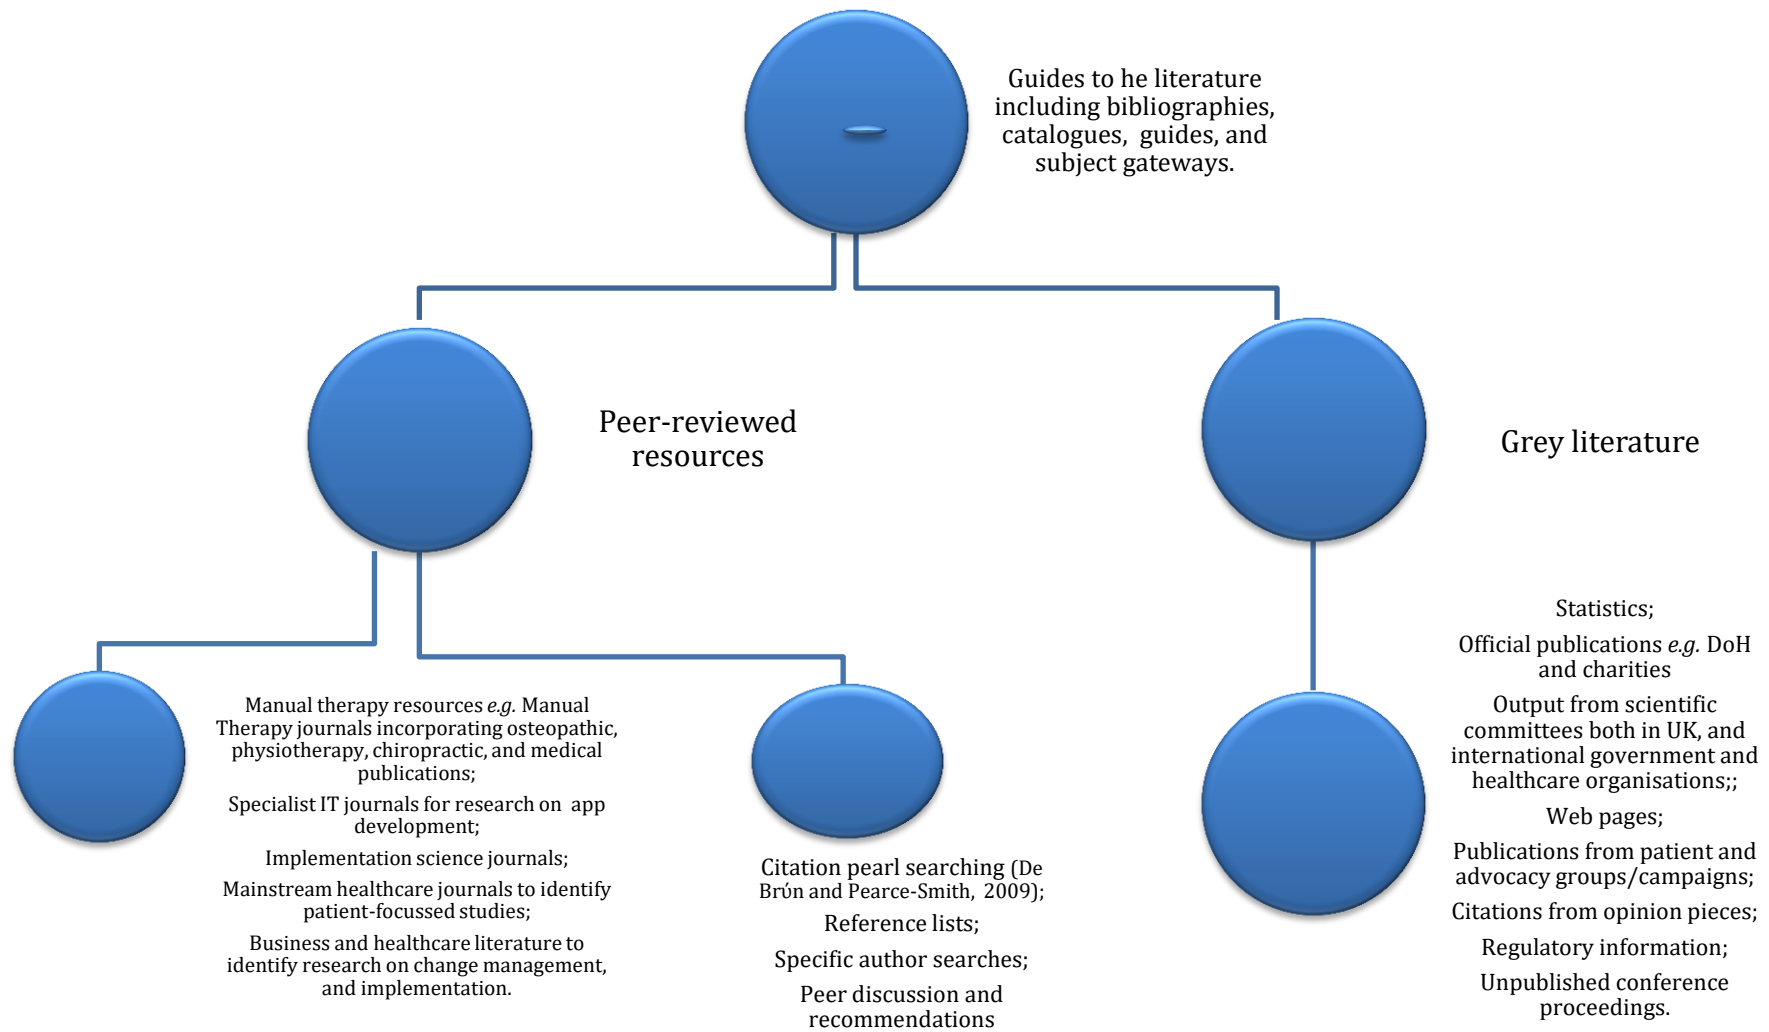 Guides to he literature
including bibliographies,
catalogues, guides, and
subject gateways.
Peer-reviewed
resources
Grey literature
Manual therapy resources e.g. Manual
Therapy journals incorporating osteopathic,
physiotherapy, chiropractic, and medical
publications;
Specialist IT journals for research on app
development;
Implementation science journals;
Mainstream healthcare journals to identify
patient-focussed studies;
Business and healthcare literature to
identify research on change management,
and implementation.
Citation pearl searching (De
Brún and Pearce-Smith, 2009);
Reference lists;
Specific author searches;
Peer discussion and
recommendations
Statistics;
Official publications e.g. DoH
and charities
Output from scientific
committees both in UK, and
international government and
healthcare organisations;;
Web pages;
Publications from patient and
advocacy groups/campaigns;
Citations from opinion pieces;
Regulatory information;
Unpublished conference
proceedings.